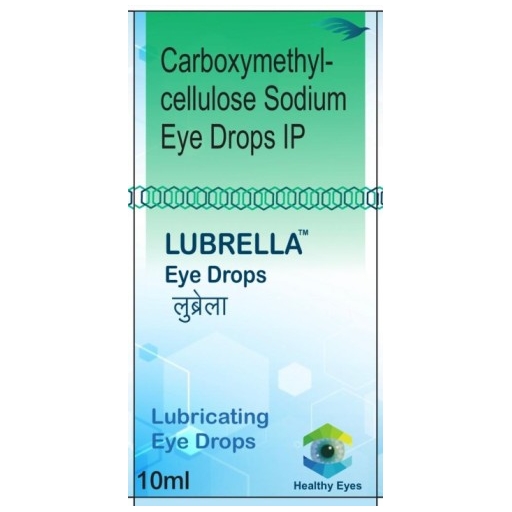 Carboxymethyl-
cellulose Sodium
Eye Drops IP
LUBRELLA™
Eye Drops
लुब्रेला
Lubricating
Eye Drops
10ml
Healthy Eyes